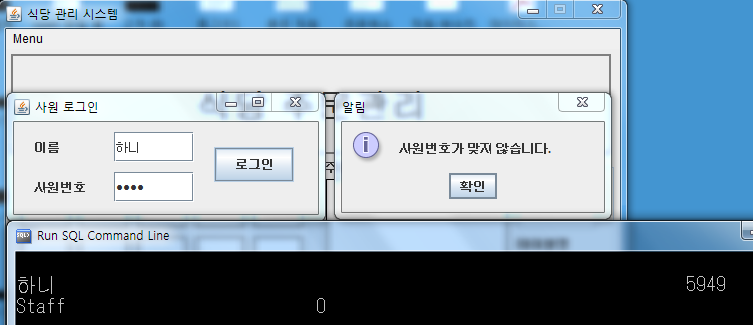 식당 관리 시스템
Menu
사원 로그인
이름
하니
로그인
사원번호
••••
알림
사원번호가 맞지 않습니다.
확인
Run SQL Command Line
하니 5949
Staff 0